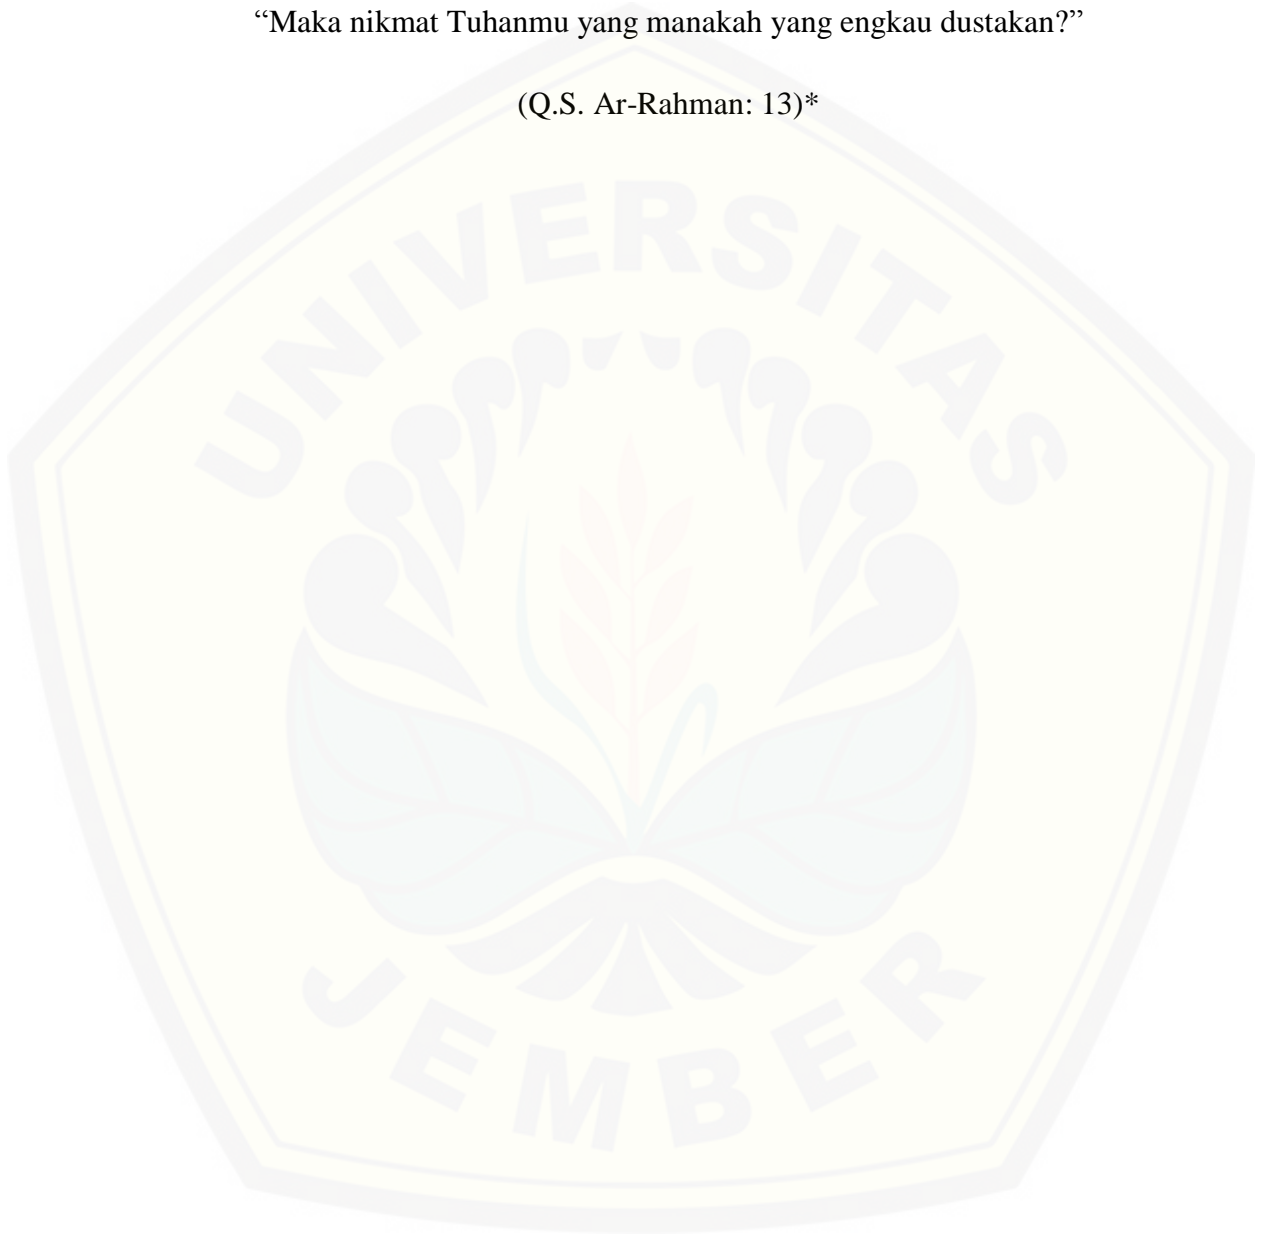 “Maka nikmat Tuhanmu yang manakah yang engkau dustakan?”
(Q.S. Ar-Rahman: 13)*
UNIVERSITAS
JEMBER